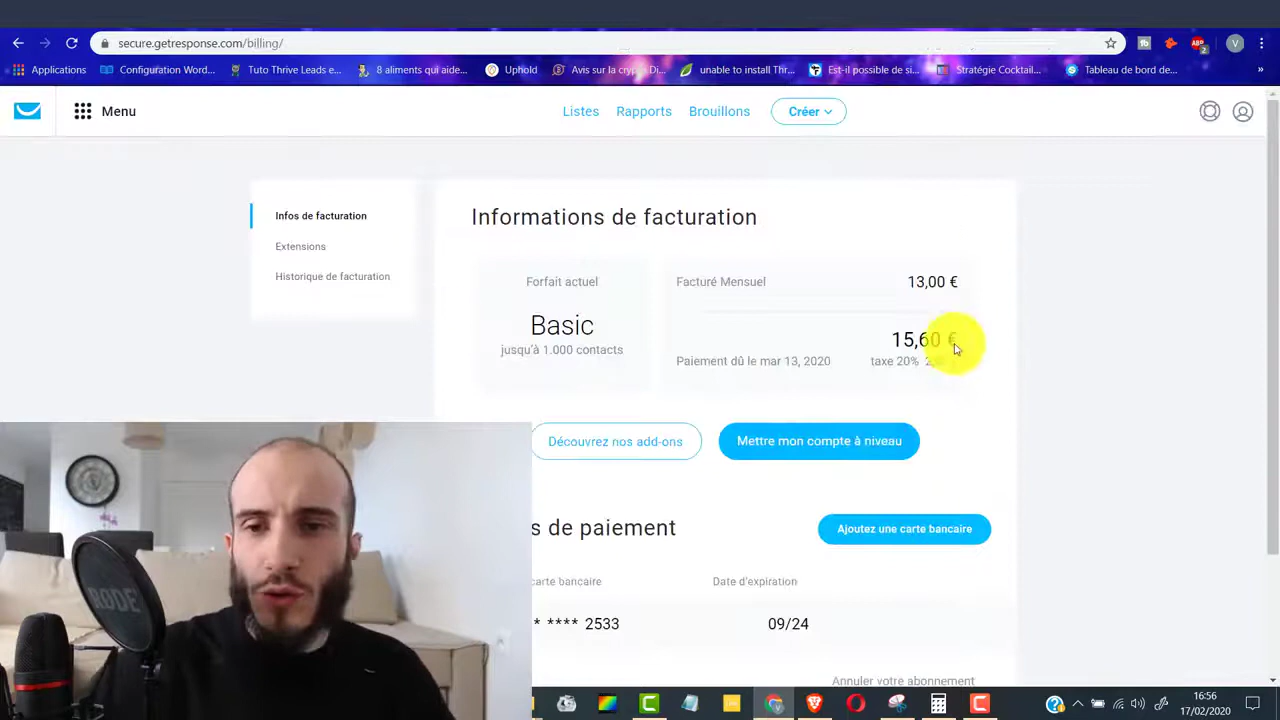 secure.getresponse.com/billing/
Applications
Configuration Word...
Tuto Thrive Leads e...
8 aliments qui aide...
Uphold
Avis sur la crypto Di...
unable to install Thr...
Est-il possible de si...
Stratégie Cocktail...
Tableau de bord de...
»
Menu
Listes
Rapports
Brouillons
Créer
Infos de facturation
Extensions
Historique de facturation
Informations de facturation
Forfait actuel
Basic
jusqu'à 1.000 contacts
Facturé Mensuel
13,00 €
15,60 €
Paiement dû le mar 13, 2020
taxe 20%
Découvrez nos add-ons
Mettre mon compte à niveau
s de paiement
Ajoutez une carte bancaire
carte bancaire
Date d'expiration
* **** 2533
09/24
Annuler votre abonnement
RØDE
16:56
17/02/2020